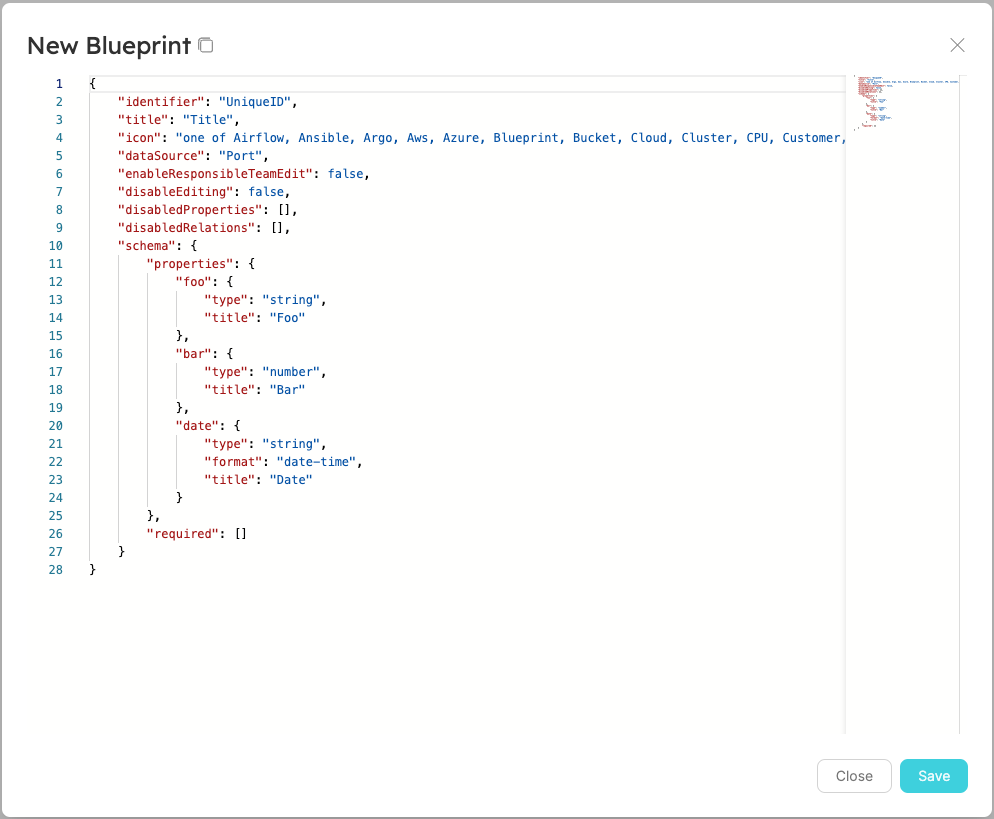 New Blueprint
1 {
2 "identifier": "UniqueID",
3 "title": "Title",
4 "icon": "one of Airflow, Ansible, Argo, Aws, Azure, Blueprint, Bucket, Cloud, Cluster, CPU, Customer,
5 "dataSource": "Port",
6 "enableResponsibleTeamEdit": false,
7 "disableEditing": false,
8 "disabledProperties": [],
9 "disabledRelations": [],
10 "schema": {
11 "properties": {
12 "foo": {
13 "type": "string",
14 "title": "Foo"
15 },
16 "bar": {
17 "type": "number",
18 "title": "Bar"
19 },
20 "date": {
21 "type": "string",
22 "format": "date-time",
23 "title": "Date"
24 }
25 },
26 "required": []
27 }
28 }
Close Save